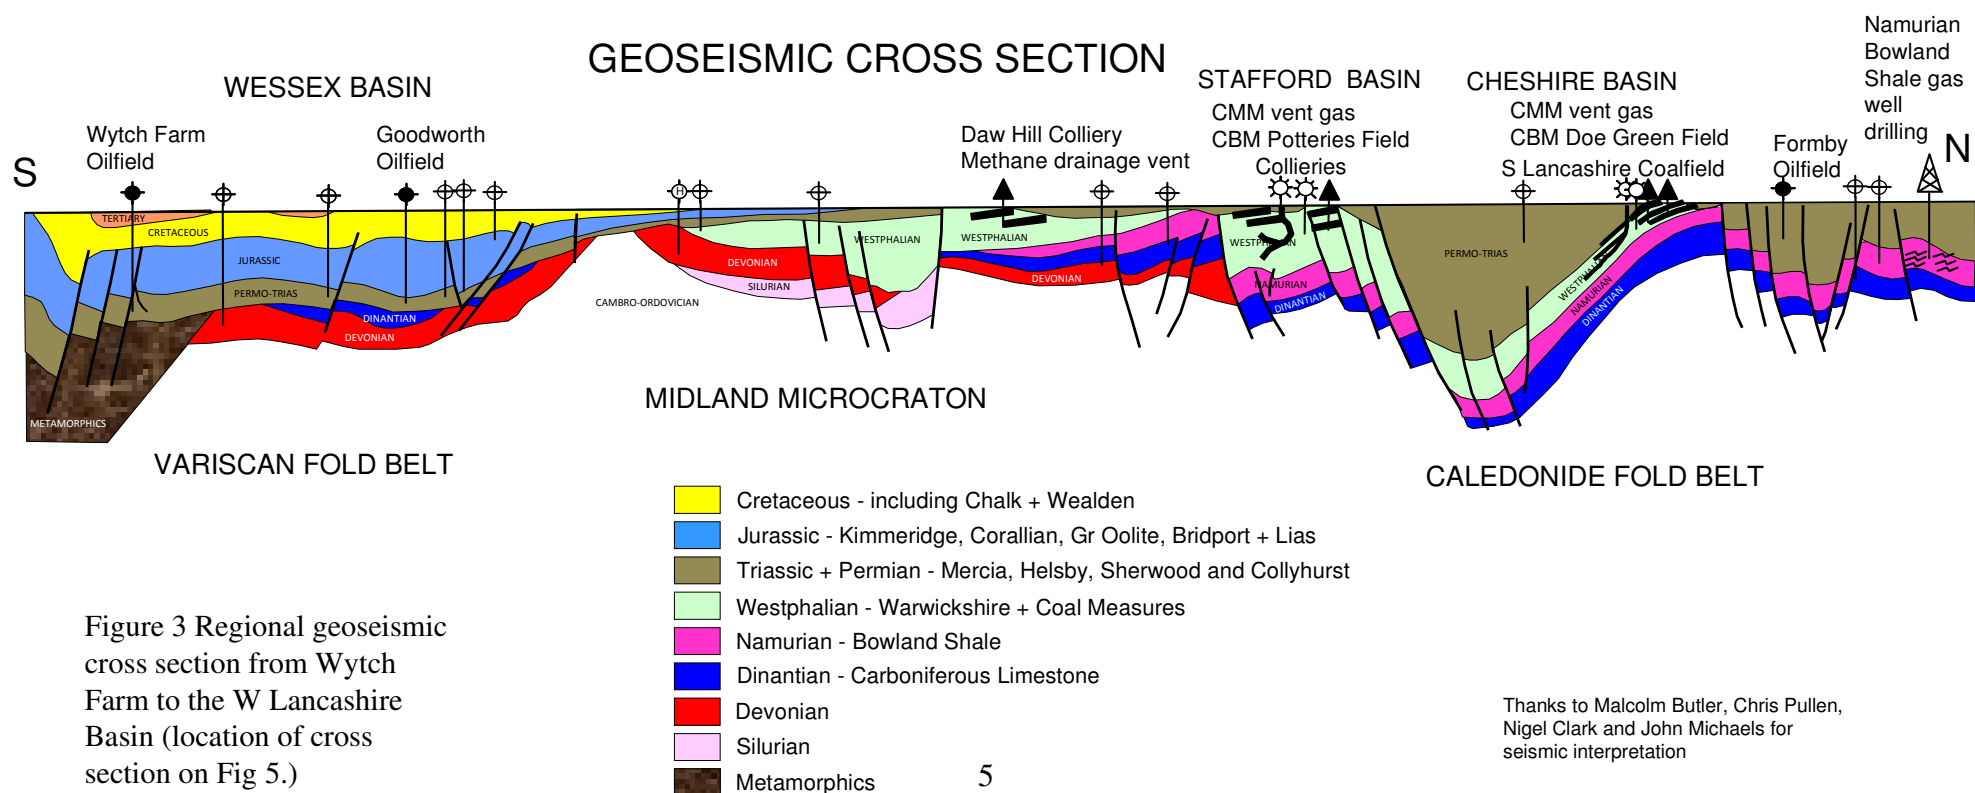 GEOSEISMIC CROSS SECTION
WESSEX BASIN
STAFFORD BASIN
CHESHIRE BASIN
Namurian
Bowland
Shale gas
well
drilling
CMM vent gas
CBM Potteries Field
Collieries
CMM vent gas
CBM Doe Green Field
S Lancashire Coalfield
Wytch Farm
Oilfield
Goodworth
Oilfield
Daw Hill Colliery
Methane drainage vent
Formby
Oilfield
S
N
H
TERTIARY
CRETACEOUS
JURASSIC
PERMO-TRIAS
DINANTIAN
DEVONIAN
METAMORPHICS
CAMBRO-ORDOVICIAN
DEVONIAN
SILURIAN
WESTPHALIAN
WESTPHALIAN
DEVONIAN
WESTPHALIAN
NAMURIAN
DINANTIAN
PERMO-TRIAS
WESTPHALIAN
NAMURIAN
DINANTIAN
MIDLAND MICROCRATON
VARISCAN FOLD BELT
CALEDONIDE FOLD BELT
Cretaceous - including Chalk + Wealden
Jurassic - Kimmeridge, Corallian, Gr Oolite, Bridport + Lias
Triassic + Permian - Mercia, Helsby, Sherwood and Collyhurst
Westphalian - Warwickshire + Coal Measures
Namurian - Bowland Shale
Dinantian - Carboniferous Limestone
Devonian
Silurian
Metamorphics
Figure 3 Regional geoseismic
cross section from Wytch
Farm to the W Lancashire
Basin (location of cross
section on Fig 5.)
5
Thanks to Malcolm Butler, Chris Pullen,
Nigel Clark and John Michaels for
seismic interpretation